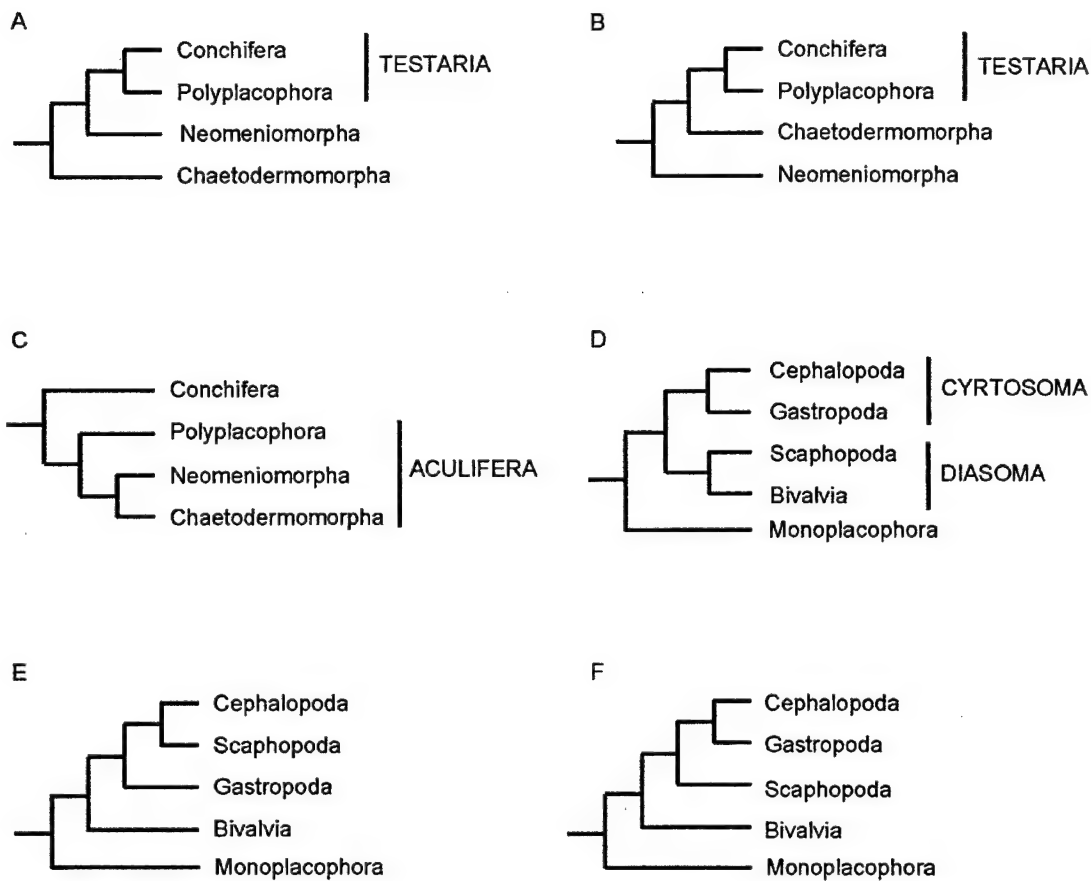 A
Conchifera
TESTARIA
Polyplacophora
Neomeniomorpha
Chaetodermomorpha
B
Conchifera
TESTARIA
Polyplacophora
Chaetodermomorpha
Neomeniomorpha
C
Conchifera
Polyplacophora
Neomeniomorpha
ACULIFERA
Chaetodermomorpha
D
Cephalopoda
CYRTOSOMA
Gastropoda
Scaphopoda
DIASOMA
Bivalvia
Monoplacophora
E
Cephalopoda
Scaphopoda
Gastropoda
Bivalvia
Monoplacophora
F
Cephalopoda
Gastropoda
Scaphopoda
Bivalvia
Monoplacophora